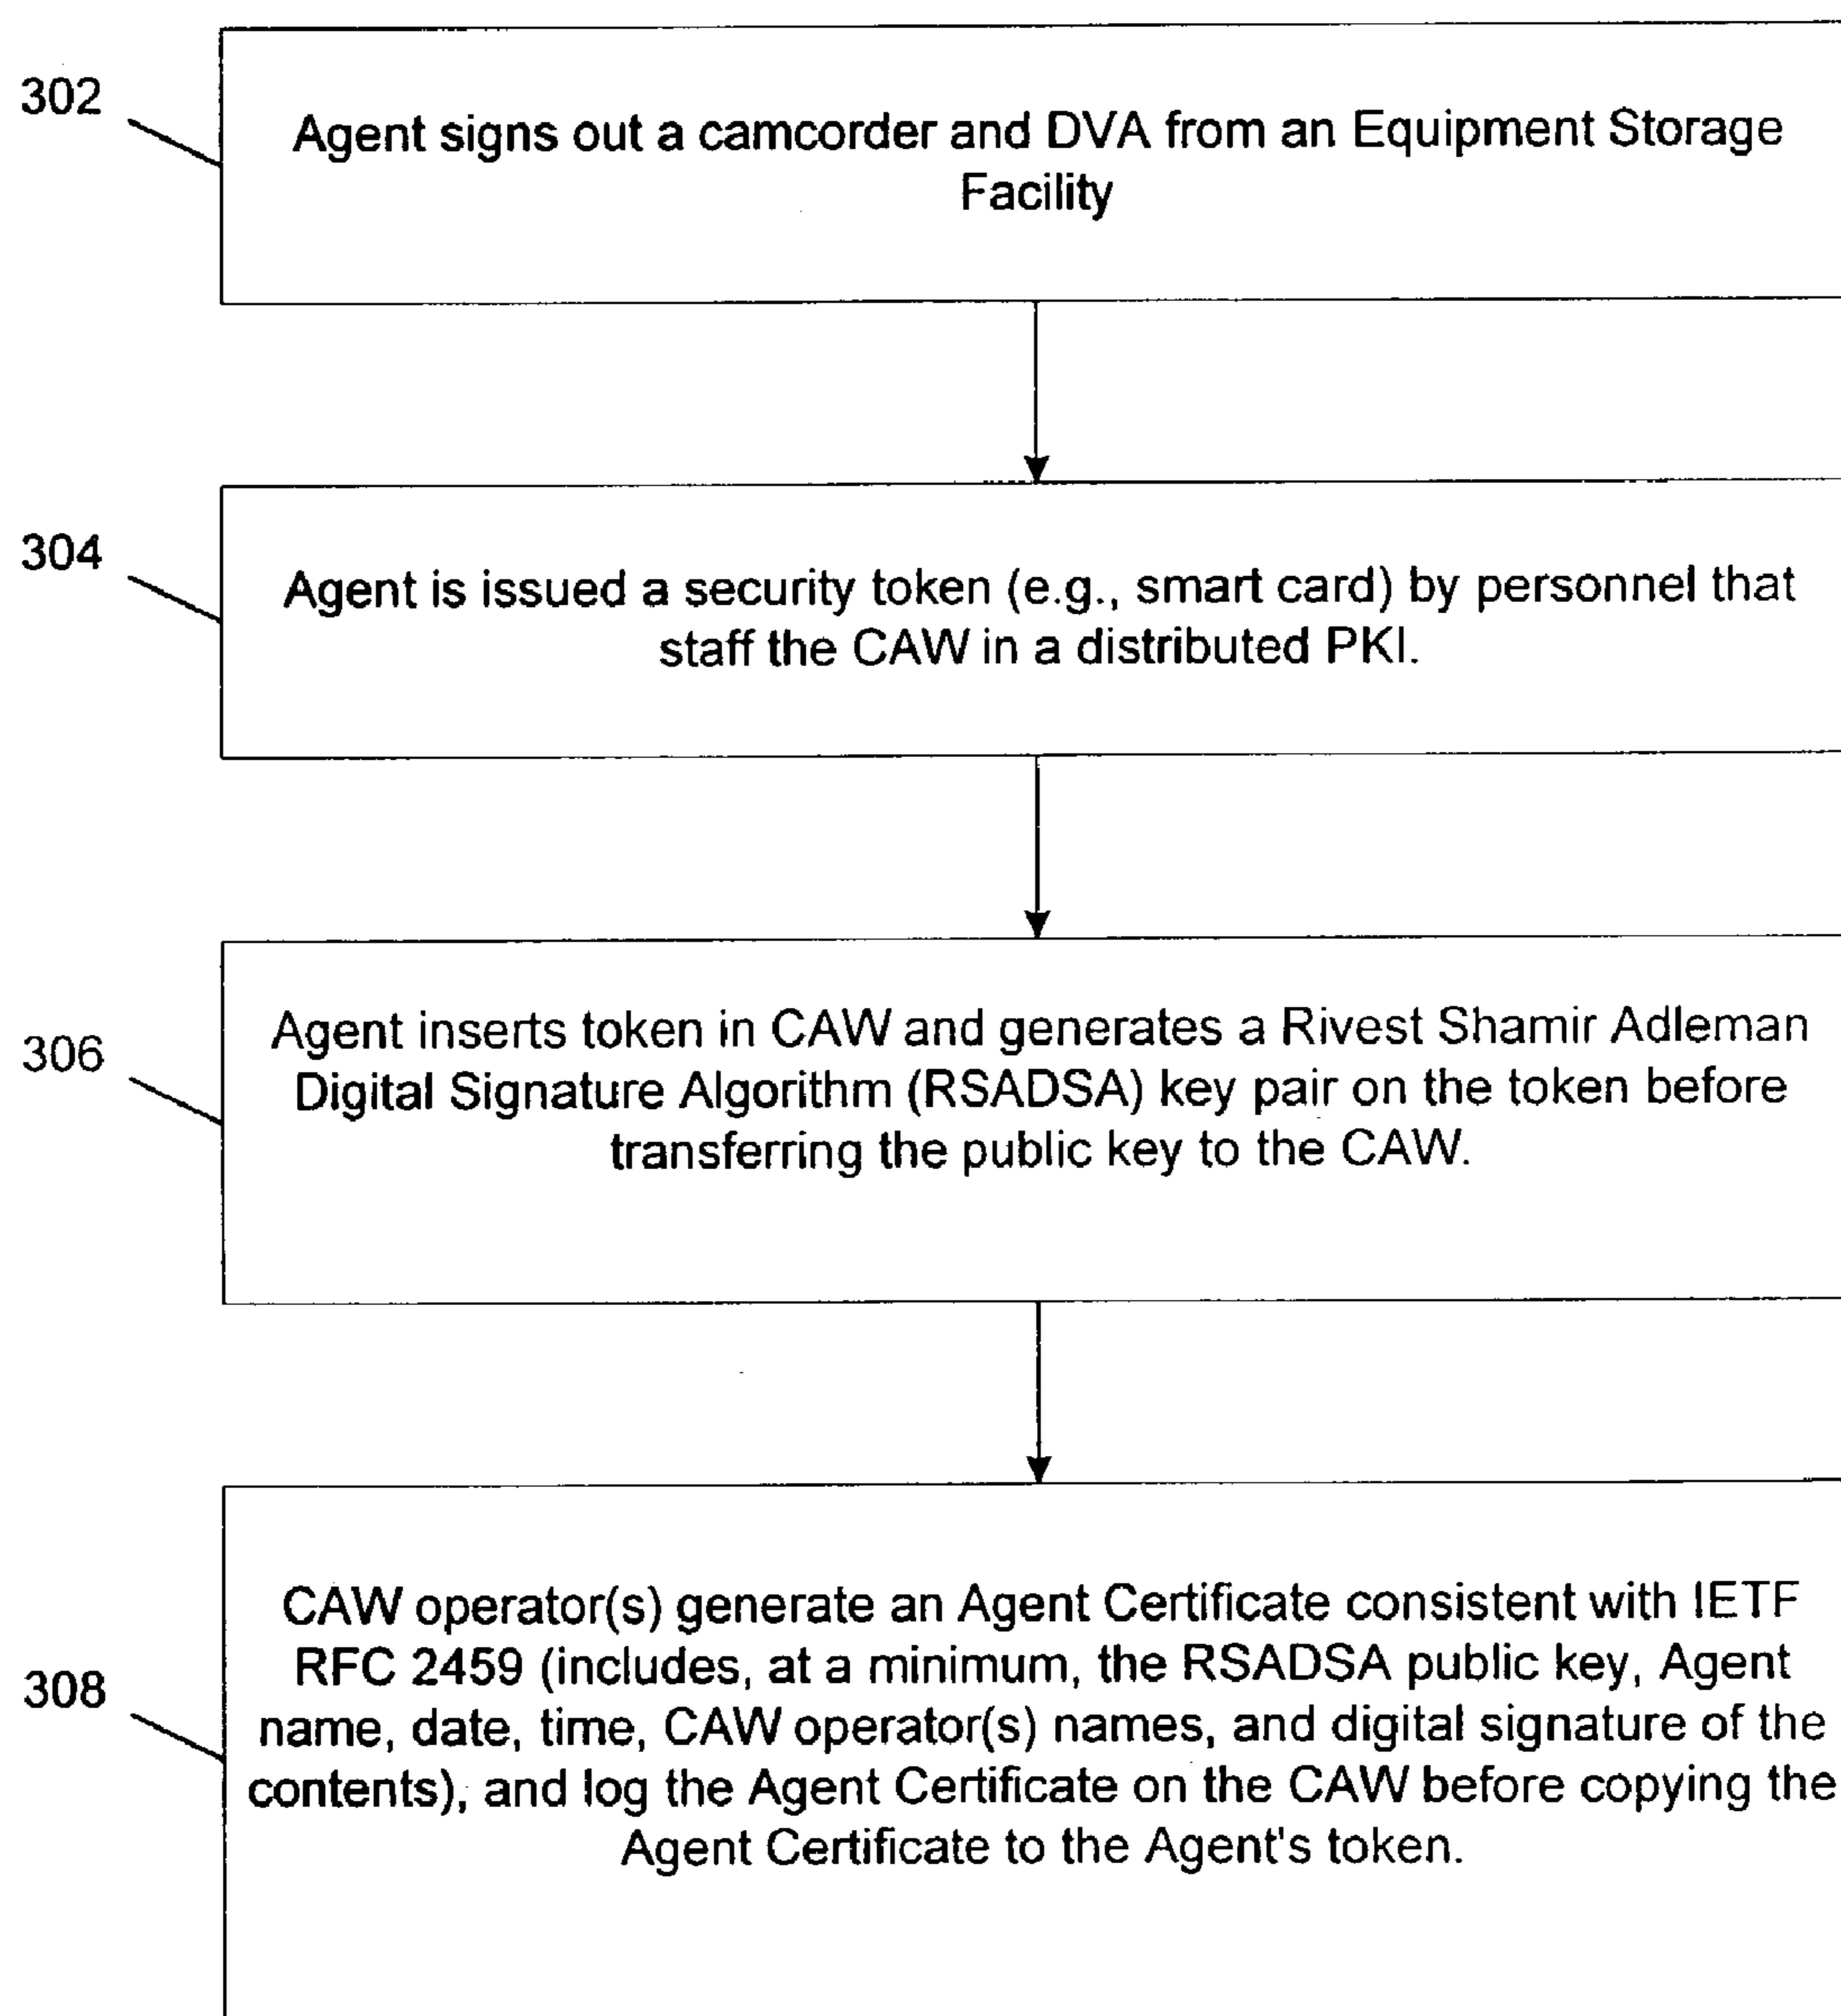 302
Agent signs out a camcorder and DVA from an Equipment Storage
Facility
304
Agent is issued a security token (e.g., smart card) by personnel that
staff the CAW in a distributed PKI.
306
Agent inserts token in CAW and generates a Rivest Shamir Adleman
Digital Signature Algorithm (RSADSA) key pair on the token before
transferring the public key to the CAW.
308
CAW operator(s) generate an Agent Certificate consistent with IETF
RFC 2459 (includes, at a minimum, the RSADSA public key, Agent
name, date, time, CAW operator(s) names, and digital signature of the
contents), and log the Agent Certificate on the CAW before copying the
Agent Certificate to the Agent's token.